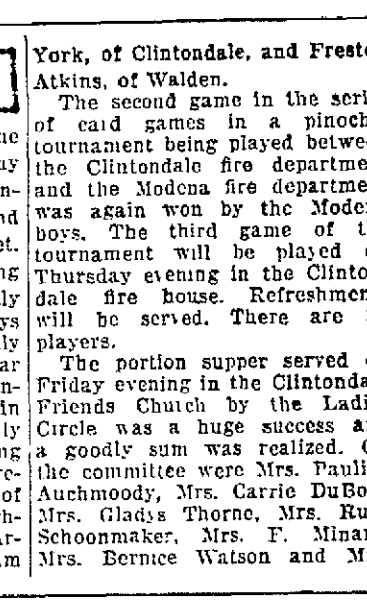 York, of Clintondale, and Frest
Atkins, of Walden.
The second game in the seri
of card games in a pinoch
tournament being played betwe
the Clintondale fire departme
and the Modena fire departme
was again won by the Moden
boys. The third game of t
tournament will be played
Thursday evening in the Clinto
dale fire house. Refreshmen
will be served. There are
players.
The portion supper served
Friday evening in the Clintonda
Friends Church by the Ladi
Circle was a huge success a
a goodly sum was realized. O
the committee were Mrs. Pauli
Auchmoody, Mrs. Carrie DuBo
Mrs. Gladys Thorne, Mrs. Ru
Schoonmaker, Mrs. F. Minar
Mrs. Bernice Watson and M